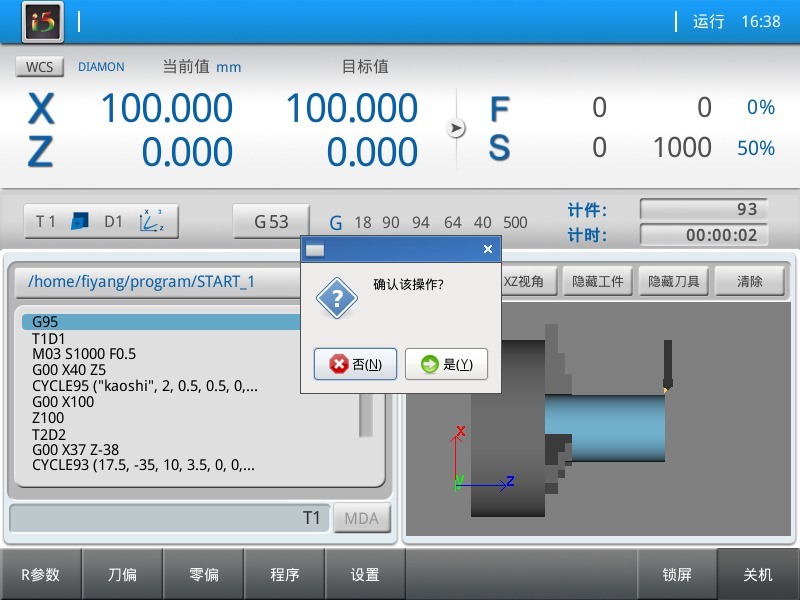 i5 运行 16:38
WCS DIAMON 当前值 mm 目标值
X 100.000 100.000 F 0 0 0%
Z 0.000 0.000 S 0 1000 50%
T1 D1 X 3 Z G53 G 18 90 94 64 40 500
计件: 93
计时: 00:00:02
/home/fiyang/program/START_1
XZ视角 隐藏工件 隐藏刀具 清除
确认该操作?
否(N) 是(Y)
G95
T1D1
M03 S1000 F0.5
G00 X40 Z5
CYCLE95 ("kaoshi", 2, 0.5, 0.5, 0,...
G00 X100
Z100
T2D2
G00 X37 Z-38
CYCLE93 (17.5, -35, 10, 3.5, 0, 0,...
X
Y Z
T1 MDA
R参数 刀偏 零偏 程序 设置 锁屏 关机